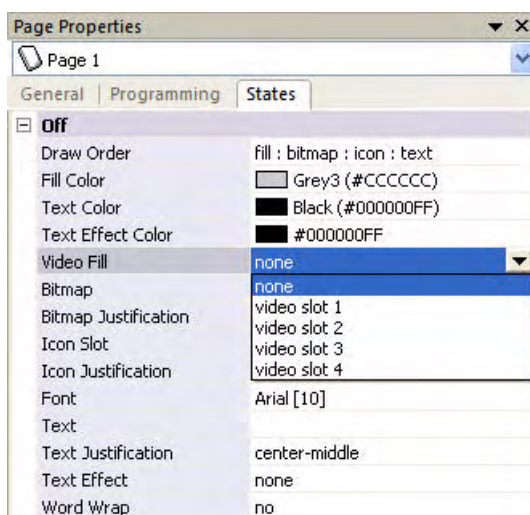 Page Properties
Page 1
General | Programming States
Off
Draw Order fill : bitmap : icon : text
Fill Color Grey3 (#CCCCCC)
Text Color Black (#000000FF)
Text Effect Color #000000FF
Video Fill none
Bitmap none
Bitmap Justification video slot 1
video slot 2
Icon Slot video slot 3
Icon Justification video slot 4
Font Arial [10]
Text
Text Justification center-middle
Text Effect none
Word Wrap no